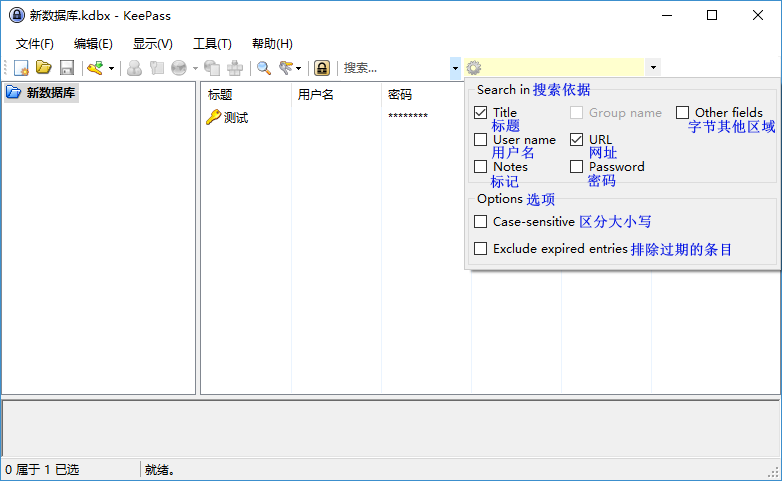 新数据库.kdbx - KeePass
文件(F) 编辑(E) 显示(V) 工具(T) 帮助(H)
搜索...
新数据库
标题 用户名 密码
测试 ********
Search in 搜索依据
Title Group name Other fields
标题 字节其他区域
User name URL
用户名 网址
Notes Password
标记 密码
Options 选项
Case-sensitive 区分大小写
Exclude expired entries 排除过期的条目
0 属于 1 已选 就绪。